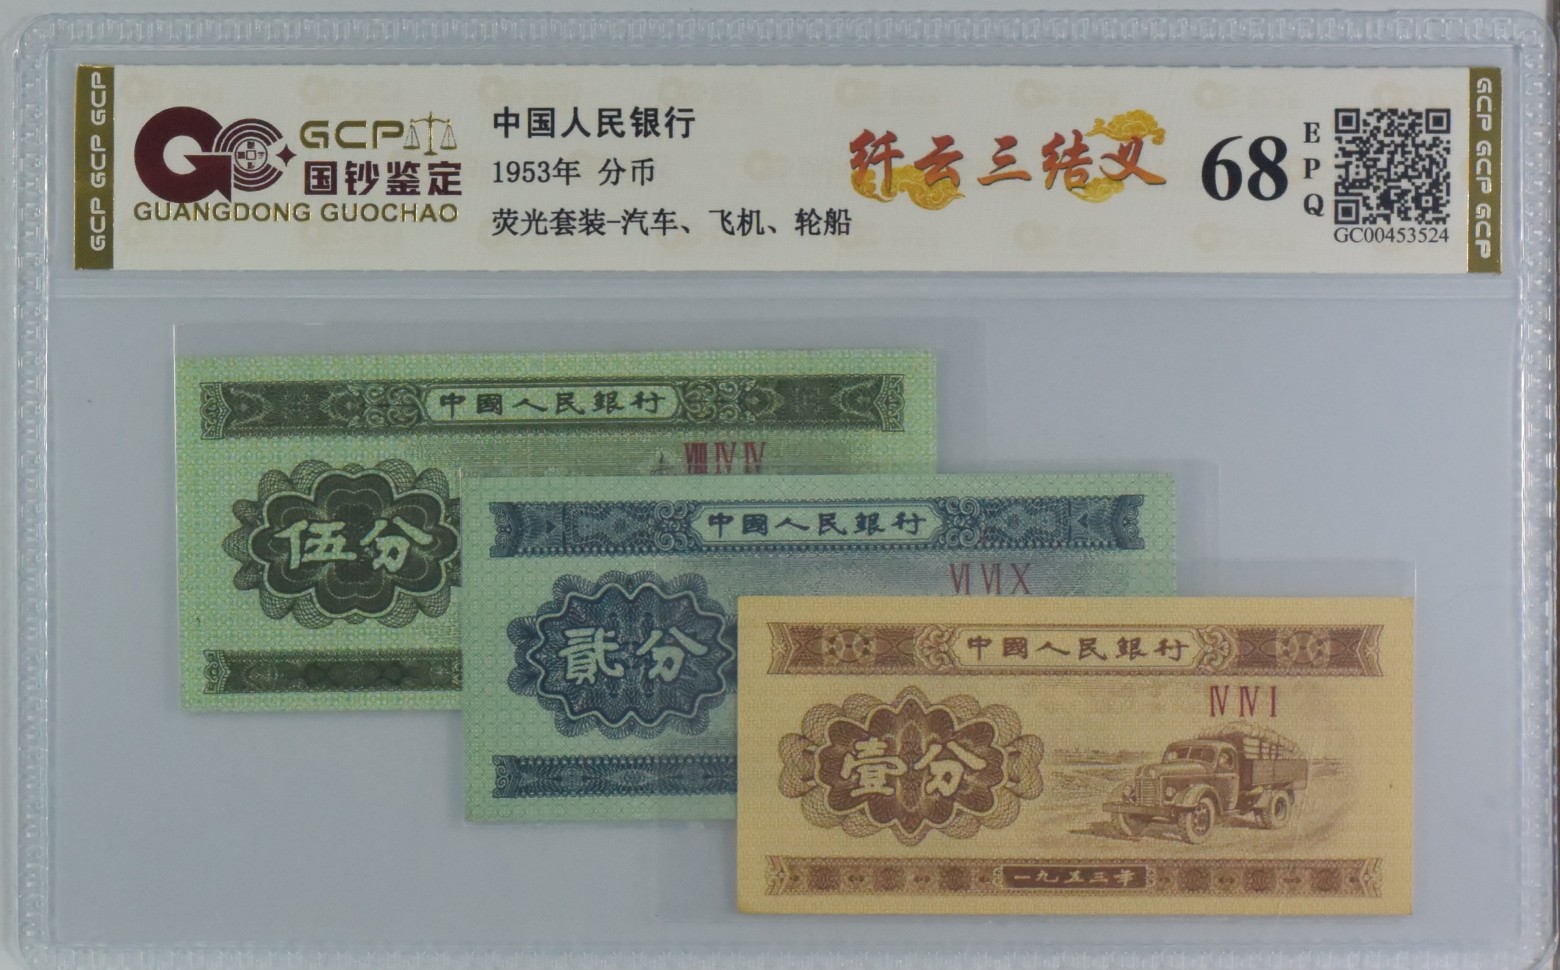 GCP GCP GCP
GCP
国钞鉴定
GUANGDONG GUOCHAO
中国人民银行
1953年 分币
荧光套装-汽车、飞机、轮船
纤云三结义
68
EPQ
GC00453524
GCP GCP GCP
中國人民銀行
VIII IV IV
伍分
中國人民銀行
VI VI X
貳分
中國人民銀行
IV IV I
壹分
一九五三年